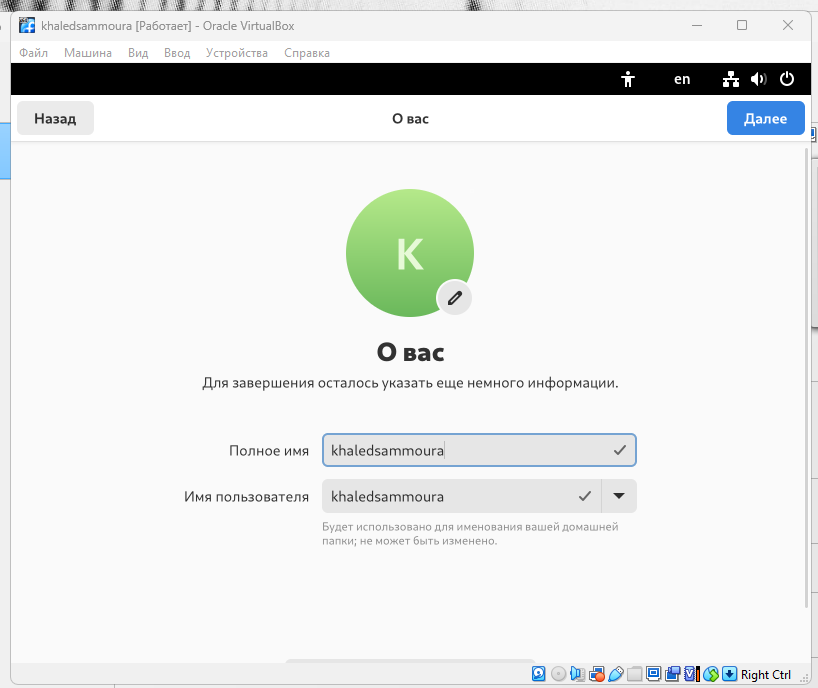 khaledsammoura [Работает] - Oracle VirtualBox
Файл Машина Вид Ввод Устройства Справка
en
Назад О вас Далее
K
О вас
Для завершения осталось указать еще немного информации.
Полное имя khaledsammoura
Имя пользователя khaledsammoura
Будет использовано для именования вашей домашней
папки; не может быть изменено.
Right Ctrl